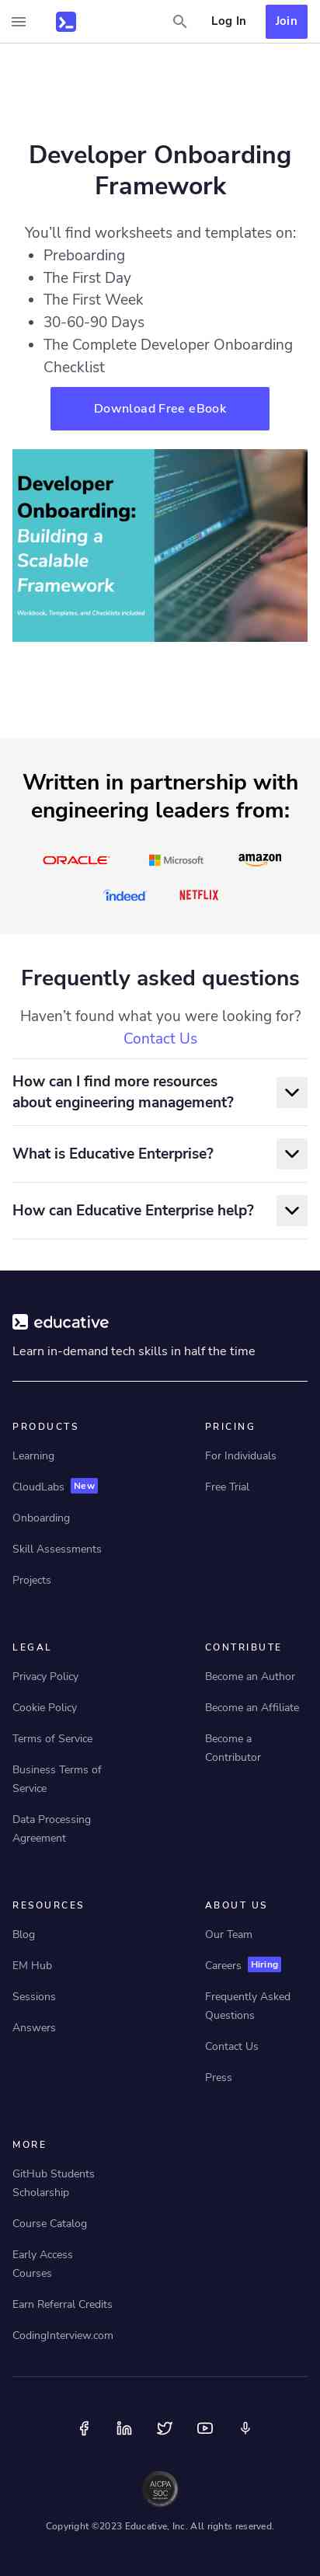 Log In
Join
Developer Onboarding
Framework
You’ll find worksheets and templates on:
• Preboarding
• The First Day
• The First Week
• 30-60-90 Days
• The Complete Developer Onboarding
Checklist
Download Free eBook
Developer
Onboarding:
Building a
Scalable
Framework
Workbook, Templates, and Checklists included
Written in partnership with
engineering leaders from:
ORACLE
Microsoft
amazon
indeed
NETFLIX
Frequently asked questions
Haven’t found what you were looking for?
Contact Us
How can I find more resources
about engineering management?
What is Educative Enterprise?
How can Educative Enterprise help?
educative
Learn in-demand tech skills in half the time
PRODUCTS
Learning
CloudLabs New
Onboarding
Skill Assessments
Projects
PRICING
For Individuals
Free Trial
LEGAL
Privacy Policy
Cookie Policy
Terms of Service
Business Terms of
Service
Data Processing
Agreement
CONTRIBUTE
Become an Author
Become an Affiliate
Become a
Contributor
RESOURCES
Blog
EM Hub
Sessions
Answers
ABOUT US
Our Team
Careers Hiring
Frequently Asked
Questions
Contact Us
Press
MORE
GitHub Students
Scholarship
Course Catalog
Early Access
Courses
Earn Referral Credits
CodingInterview.com
AICPA
SOC
Copyright ©2023 Educative, Inc. All rights reserved.